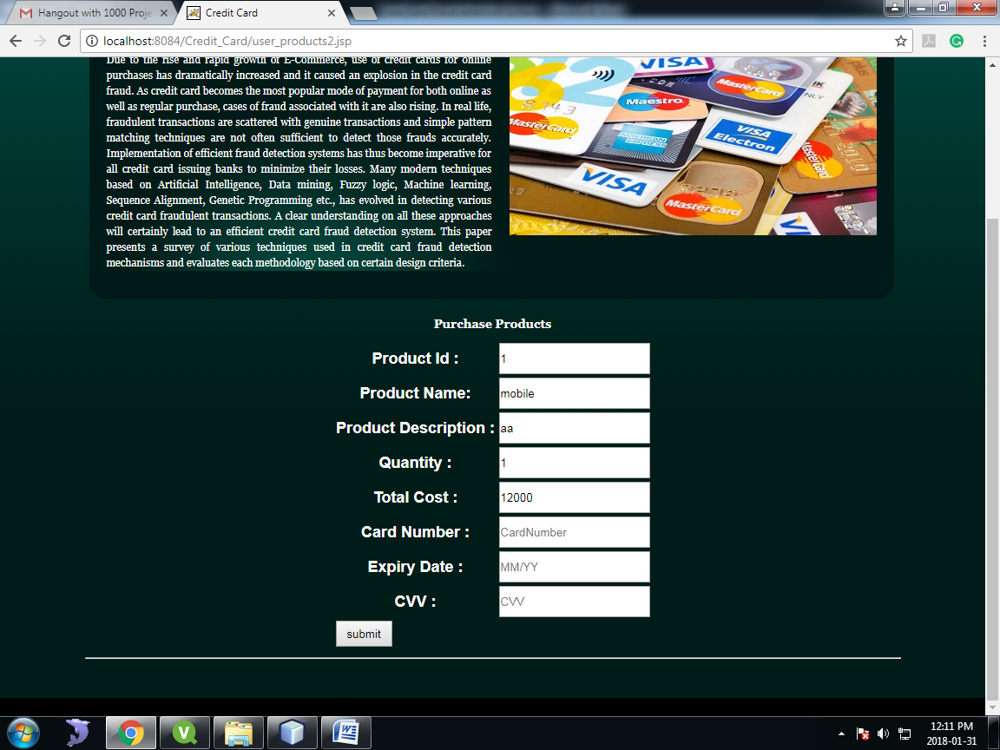 Hangout with 1000 Proje
Credit Card
localhost:8084/Credit_Card/user_products2.jsp
Due to the rise and rapid growth of E-Commerce, use of credit cards for online
purchases has dramatically increased and it caused an explosion in the credit card
fraud. As credit card becomes the most popular mode of payment for both online as
well as regular purchase, cases of fraud associated with it are also rising. In real life,
fraudulent transactions are scattered with genuine transactions and simple pattern
matching techniques are not often sufficient to detect those frauds accurately.
Implementation of efficient fraud detection systems has thus become imperative for
all credit card issuing banks to minimize their losses. Many modern techniques
based on Artificial Intelligence, Data mining, Fuzzy logic, Machine learning,
Sequence Alignment, Genetic Programming etc., has evolved in detecting various
credit card fraudulent transactions. A clear understanding on all these approaches
will certainly lead to an efficient credit card fraud detection system. This paper
presents a survey of various techniques used in credit card fraud detection
mechanisms and evaluates each methodology based on certain design criteria.
VISA
MasterCard
Maestro
8743
MasterCard
AMERICAN
EXPRESS
VISA
Electron
MasterCard
VISA
MasterCard
VI
ONLY
Purchase Products
Product Id : 1
Product Name: mobile
Product Description : aa
Quantity : 1
Total Cost : 12000
Card Number : CardNumber
Expiry Date : MM/YY
CVV : CVV
submit
12:11 PM
2018-01-31